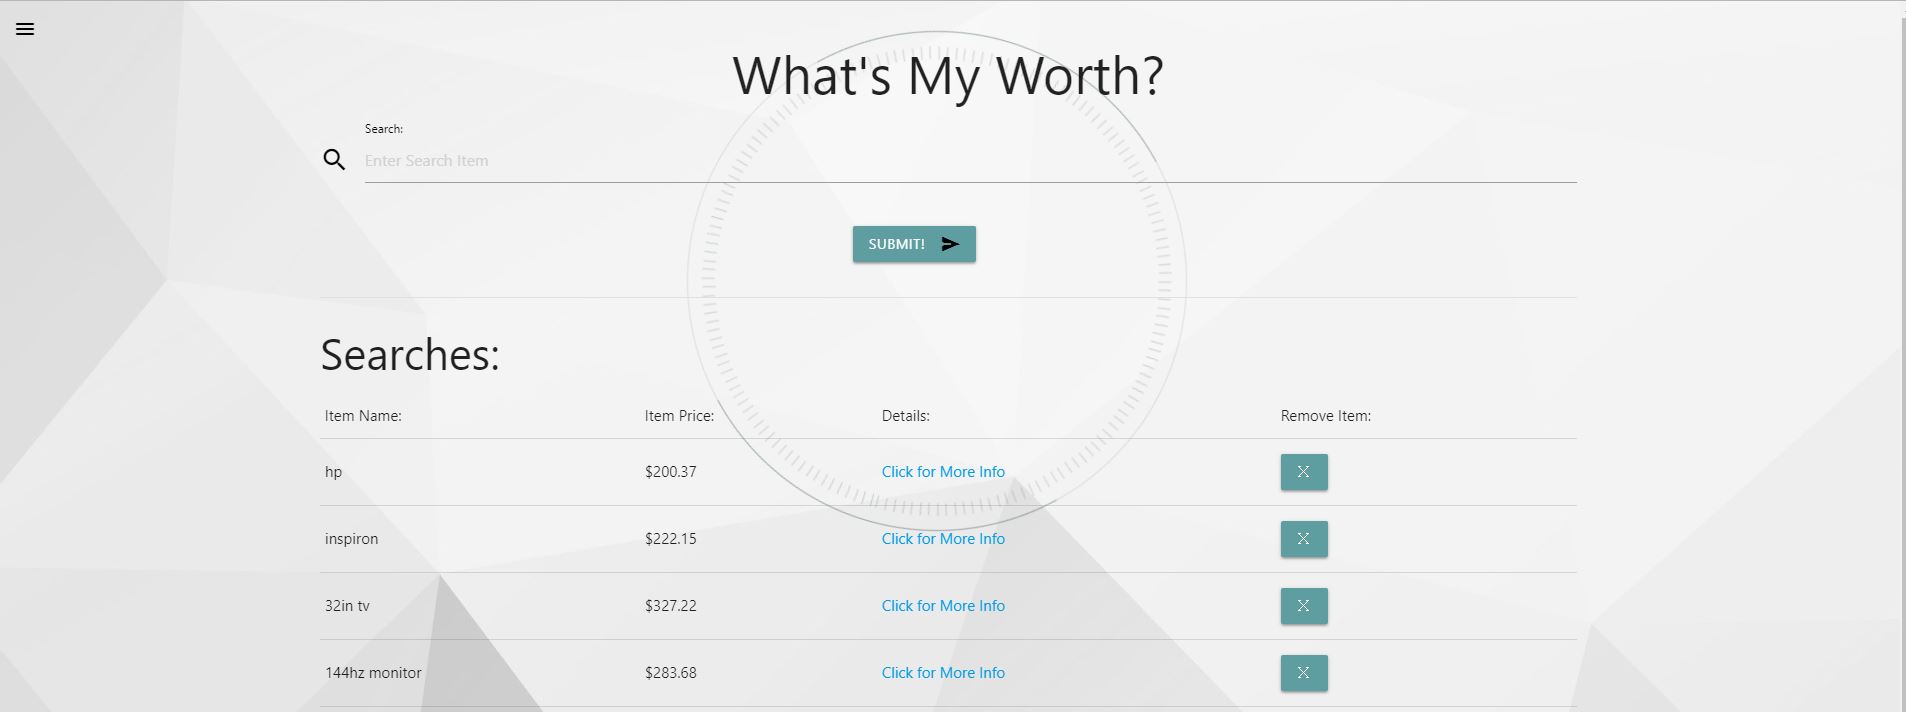 What's My Worth?
Search:
Enter Search Item
SUBMIT!
Searches:
Item Name: Item Price: Details: Remove Item:
hp $200.37 Click for More Info X
inspiron $222.15 Click for More Info X
32in tv $327.22 Click for More Info X
144hz monitor $283.68 Click for More Info X